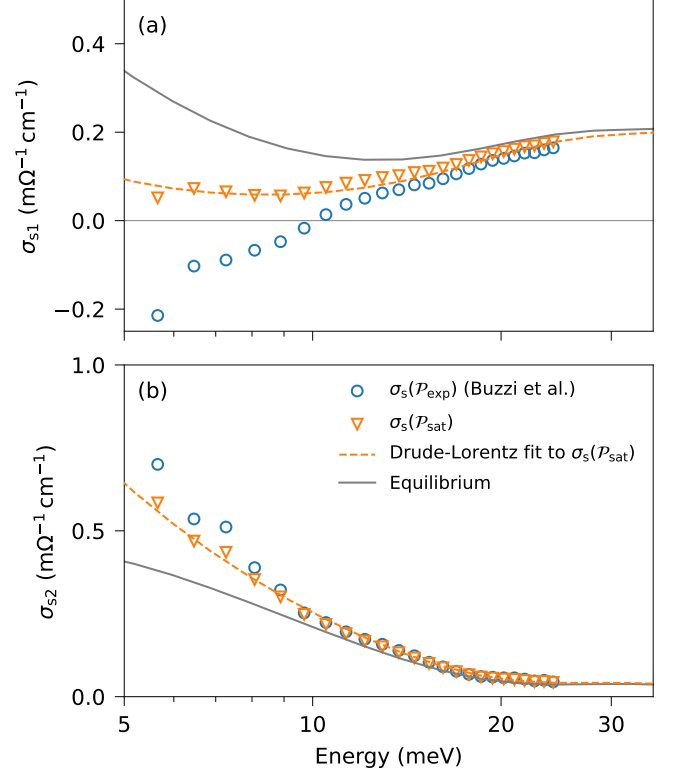 (a)
0.4
0.2
0.0
−0.2
σs1 (mΩ−1 cm−1)
(b)
1.0
0.5
0.0
σs2 (mΩ−1 cm−1)
σs(𝒫exp) (Buzzi et al.)
σs(𝒫sat)
Drude-Lorentz fit to σs(𝒫sat)
Equilibrium
5 10 20 30
Energy (meV)